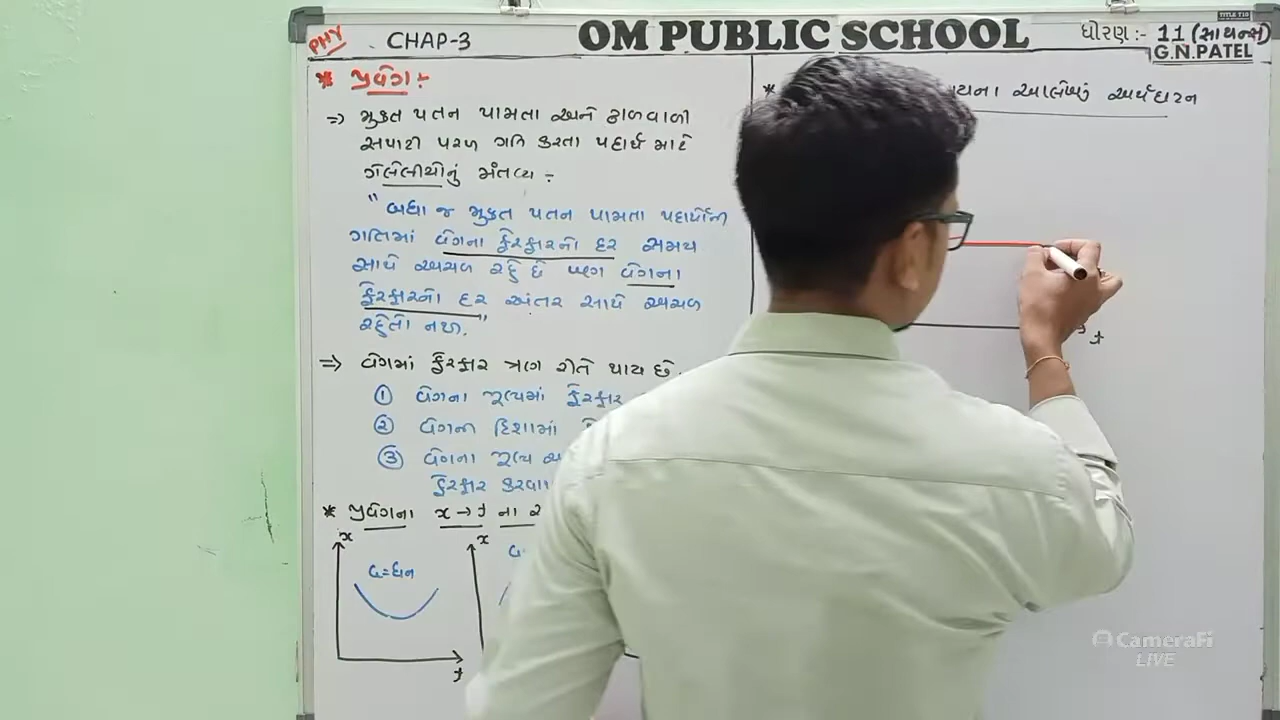 PHY CHAP-3 OM PUBLIC SCHOOL ધોરણ :- 11 (સાયન્સ)
G.N.PATEL
* પ્રવેગ :-
⇒ મુક્ત પતન પામતા અને ઢાળવાળી
સપાટી પરથી ગતિ કરતા પદાર્થ માટે
ગેલેલીયોનું મંતવ્ય :-
" બધા જ મુક્ત પતન પામતા પદાર્થોની
ગતિમાં વેગના ફેરફારનો દર સમય
સાથે અચળ રહે છે પણ વેગના
ફેરફારનો દર અંતર સાથે અચળ
રહેતો નથી. "
⇒ વેગમાં ફેરફાર ત્રણ રીતે થાય છે.
① વેગના મૂલ્યમાં ફેરફાર
② વેગની દિશામાં
③ વેગના મૂલ્ય
ફેરફાર
* પ્રવેગના x → t ના
x
a=ધન
t
x
* આલેખનું અર્થઘટન
t
CameraFi
LIVE